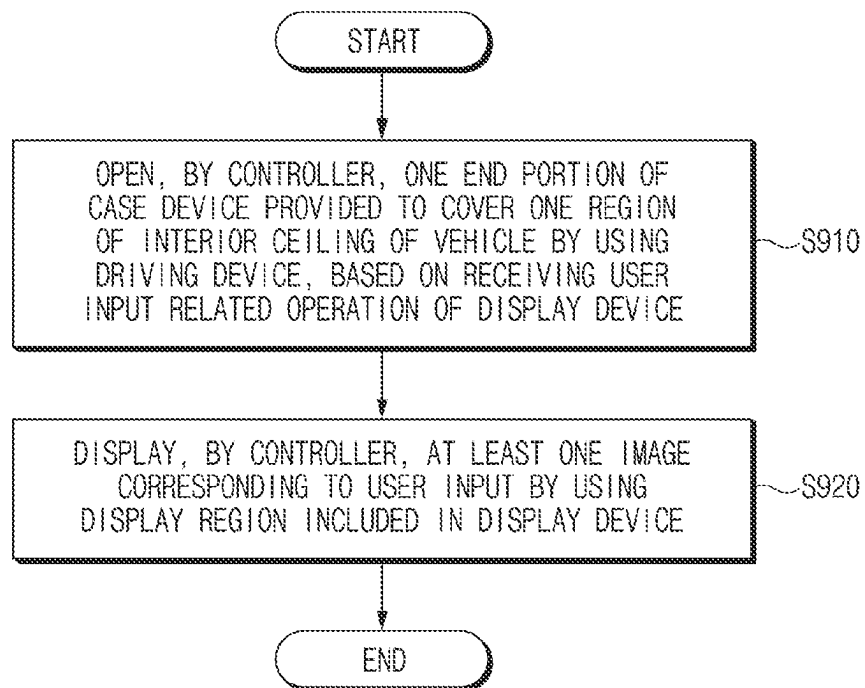 START
OPEN, BY CONTROLLER, ONE END PORTION OF
CASE DEVICE PROVIDED TO COVER ONE REGION
OF INTERIOR CEILING OF VEHICLE BY USING
DRIVING DEVICE, BASED ON RECEIVING USER
INPUT RELATED OPERATION OF DISPLAY DEVICE
S910
DISPLAY, BY CONTROLLER, AT LEAST ONE IMAGE
CORRESPONDING TO USER INPUT BY USING
DISPLAY REGION INCLUDED IN DISPLAY DEVICE
S920
END